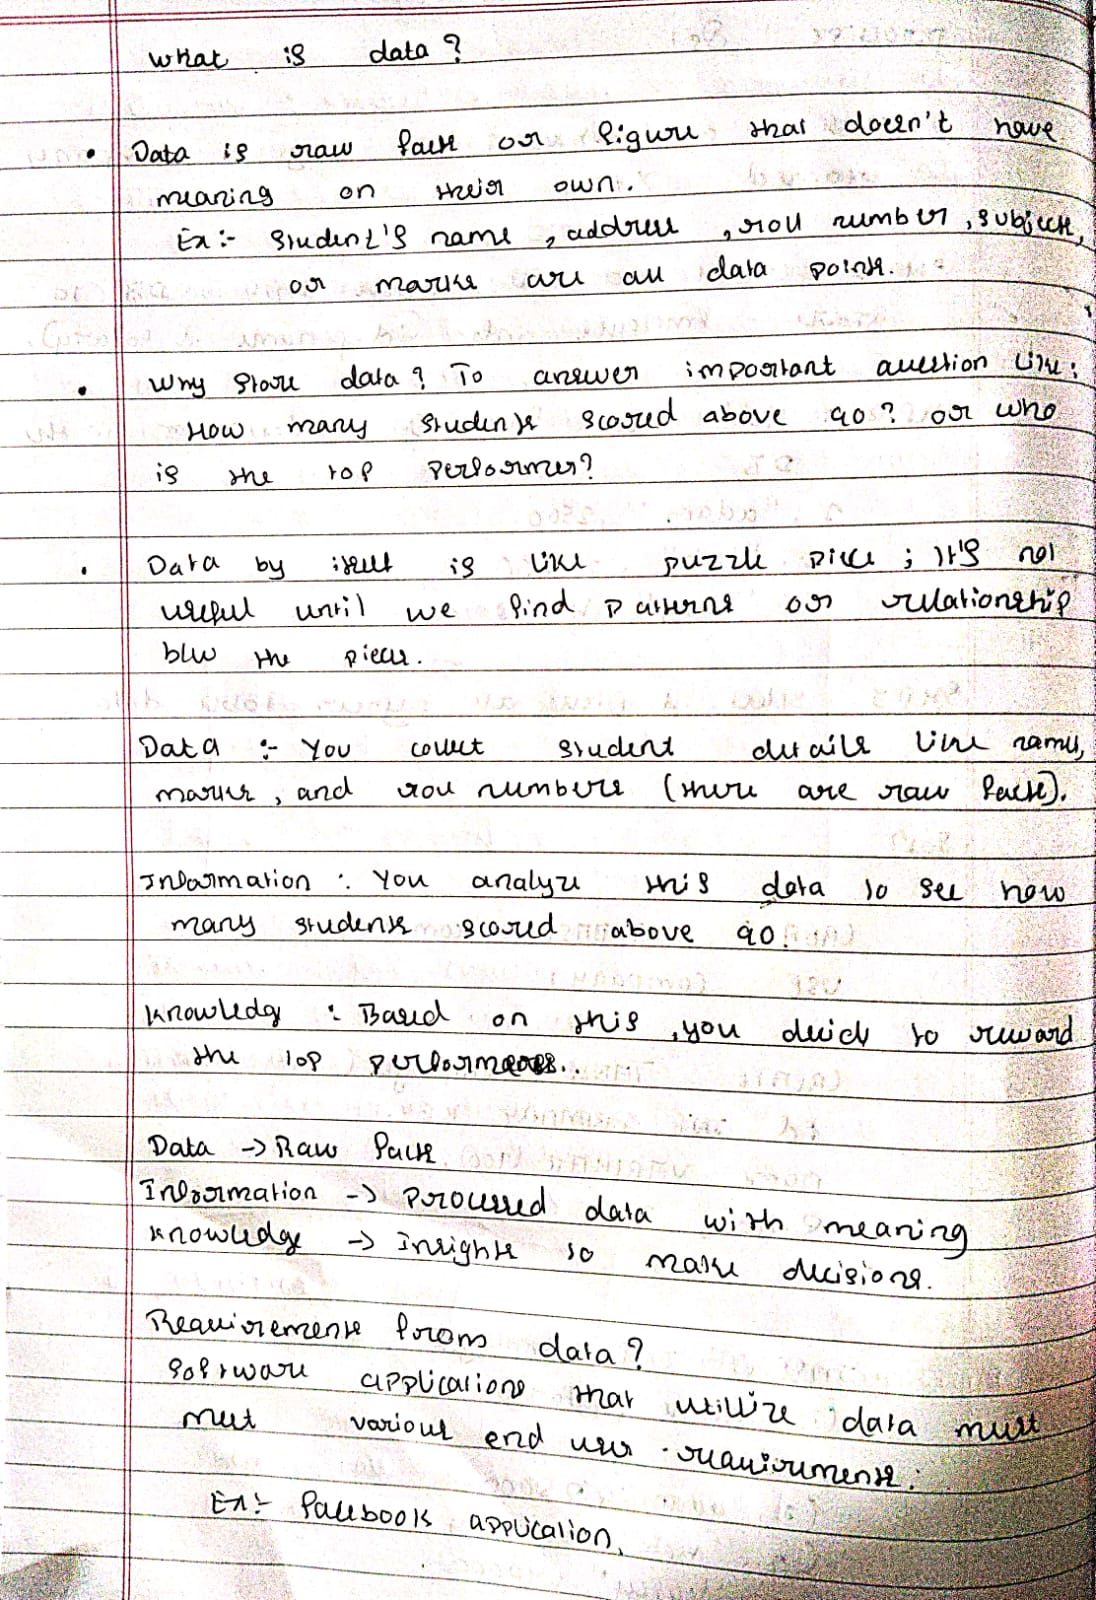 What is data?
• Data is raw facts or figure that doesn't have
meaning on their own.
Ex:- Student's name, address, roll number, subjects,
or marks are all data points.
• Why store data? To answer important question like:
How many students scored above 90? or who
is the top performer?
• Data by itself is like puzzle piece; It's not
useful until we find patterns or relationship
b/w the pieces.
Data :- You collect student details like names,
marks, and roll numbers (these are raw facts).
Information : You analyze this data to see how
many students scored above 90.
Knowledge : Based on this, you decide to reward
the top performers..
Data -> Raw facts
Information -> processed data with meaning
Knowledge -> Insights to make decisions.
Requirements from data?
Software applications that utilize data must
meet various end user requirements:
Ex:- Facebook application,